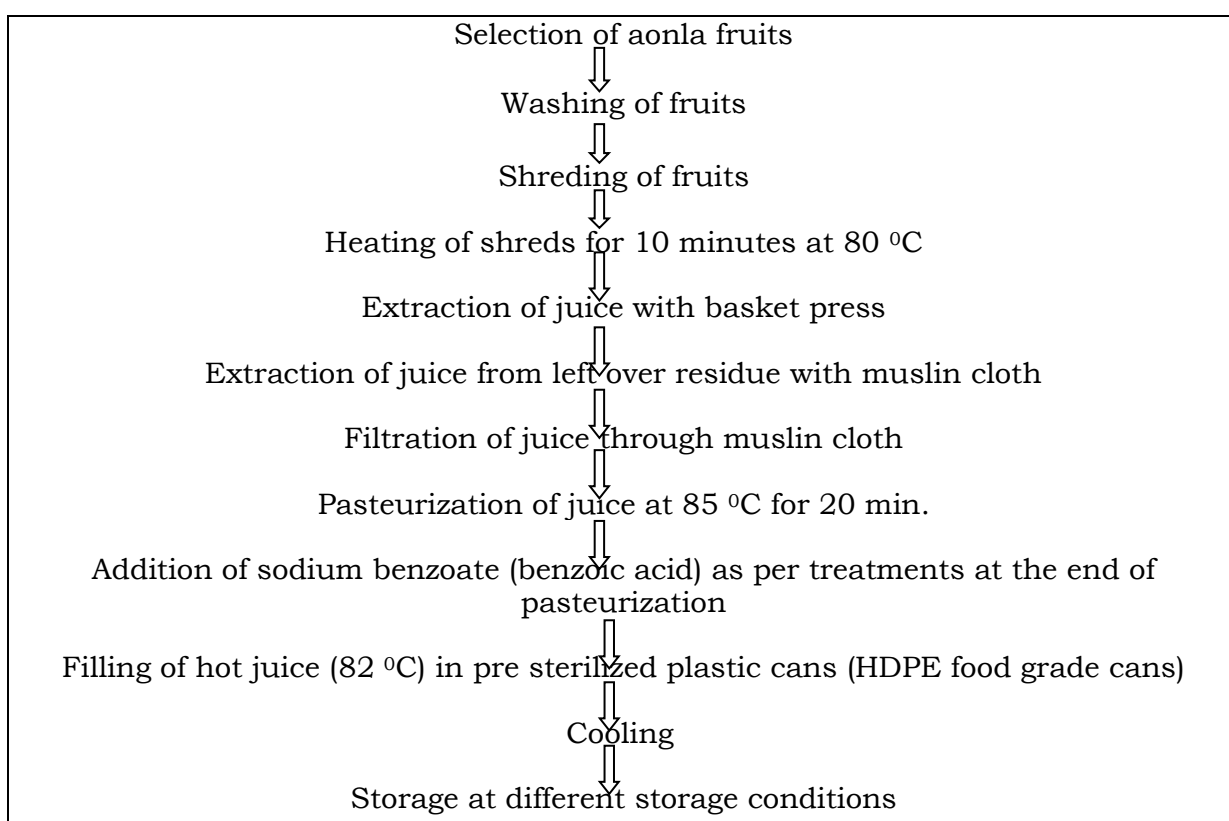 Selection of aonla fruits
Washing of fruits
Shreding of fruits
Heating of shreds for 10 minutes at 80 ⁰C
Extraction of juice with basket press
Extraction of juice from left over residue with muslin cloth
Filtration of juice through muslin cloth
Pasteurization of juice at 85 ⁰C for 20 min.
Addition of sodium benzoate (benzoic acid) as per treatments at the end of
pasteurization
Filling of hot juice (82 ⁰C) in pre sterilized plastic cans (HDPE food grade cans)
Cooling
Storage at different storage conditions